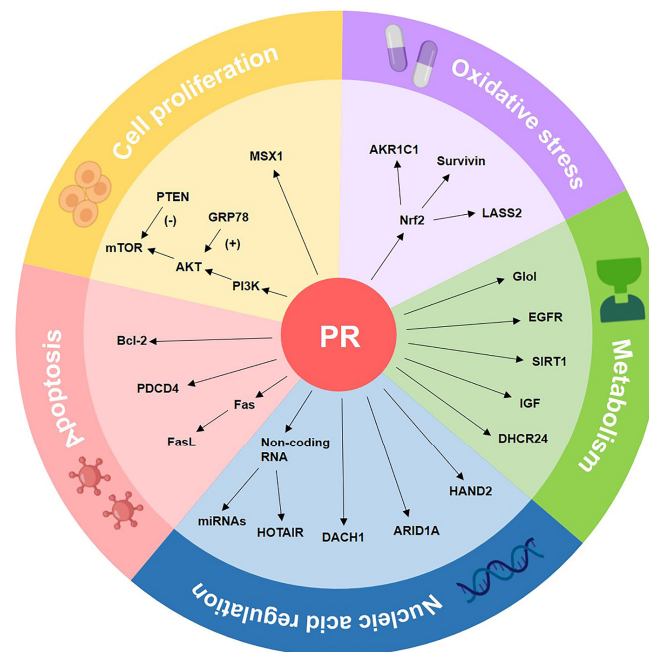 Cell proliferation
Oxidative stress
MSX1
AKR1C1
Survivin
PTEN
(-)
GRP78
(+)
Nrf2
LASS2
mTOR
AKT
PI3K
GloI
EGFR
SIRT1
IGF
DHCR24
Metabolism
PR
Bcl-2
PDCD4
Fas
FasL
Apoptosis
Non-coding
RNA
miRNAs
HOTAIR
DACH1
ARID1A
HAND2
Nucleic acid regulation